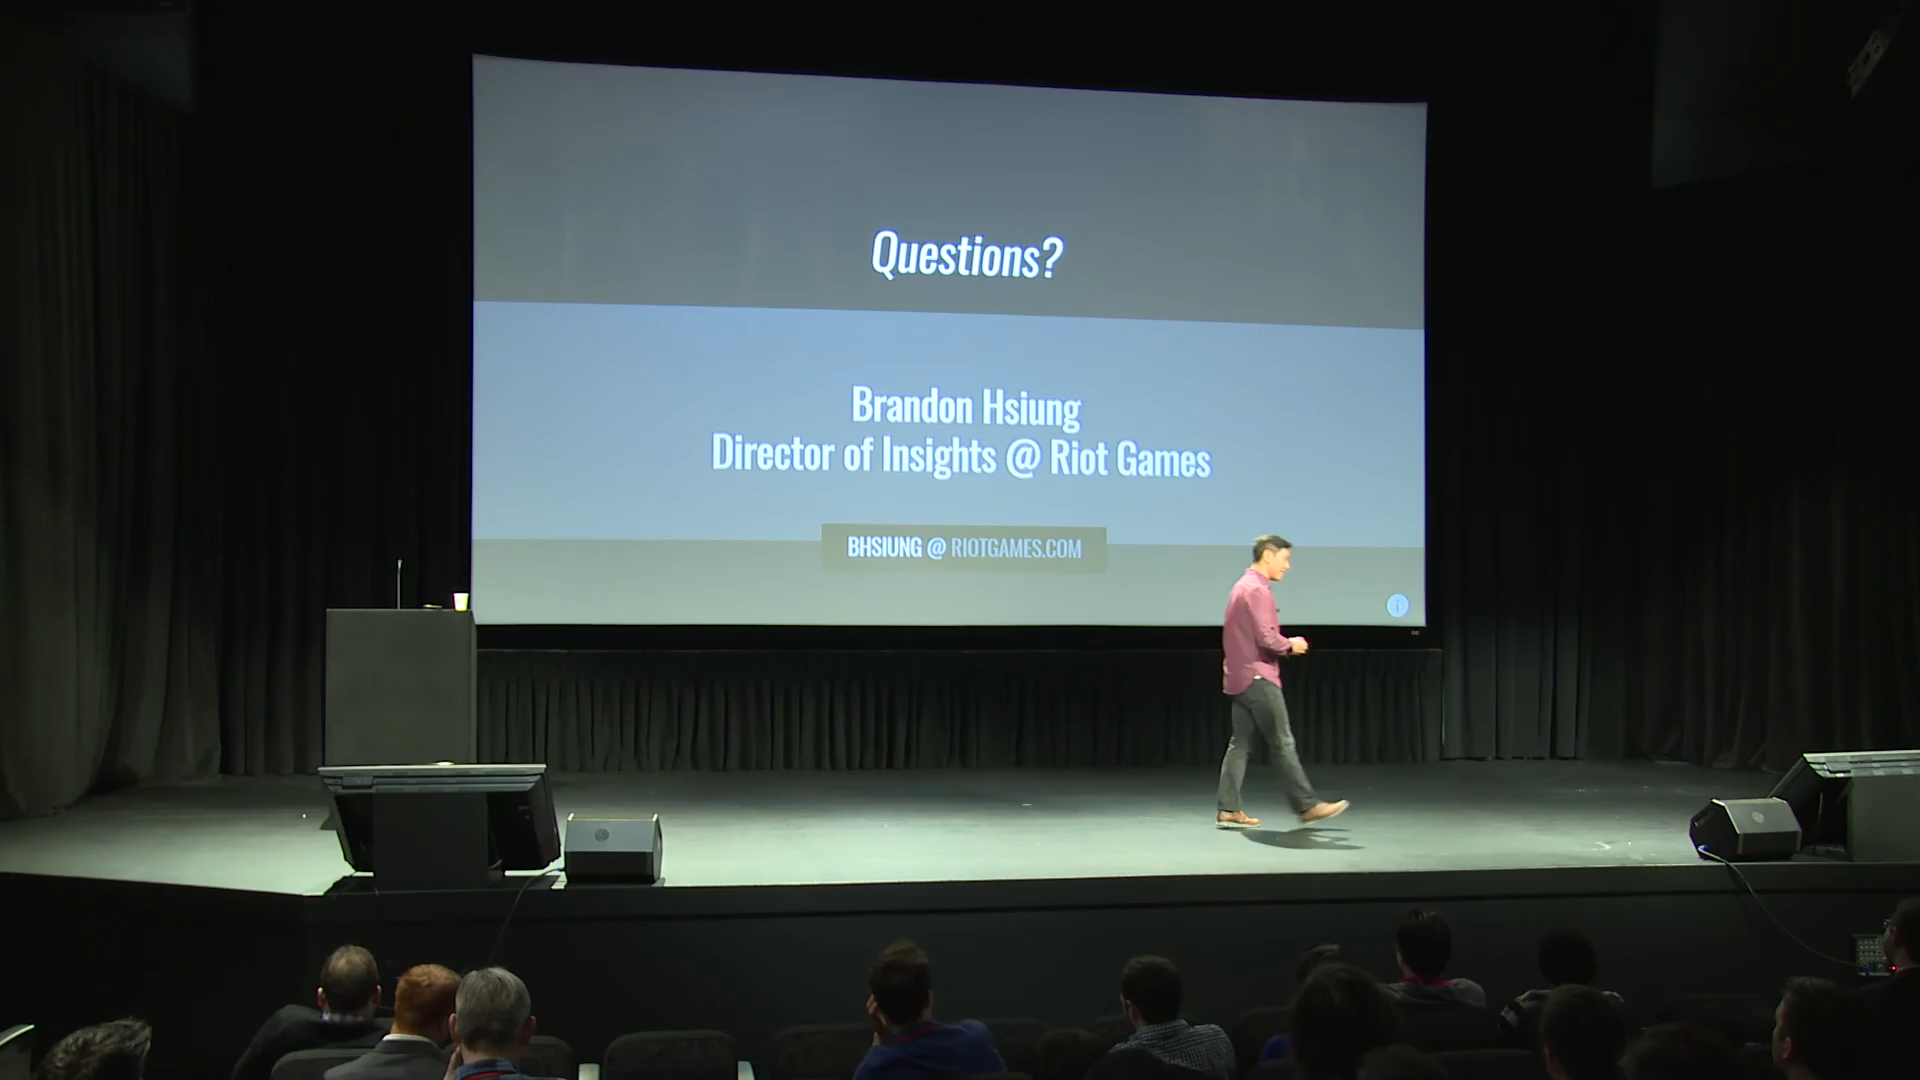 Questions?
Brandon Hsiung
Director of Insights @ Riot Games
BHSIUNG @ RIOTGAMES.COM
i